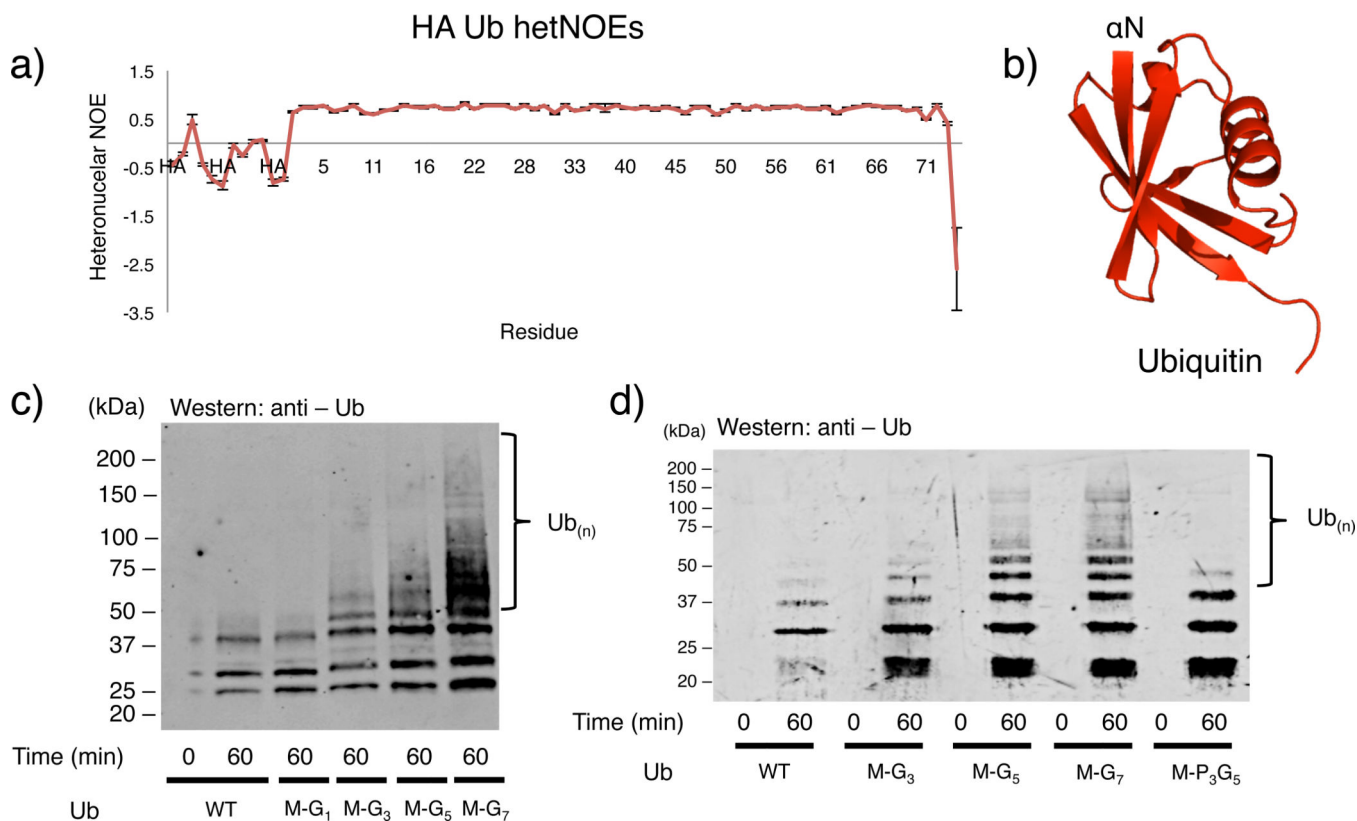 HA Ub hetNOEs
a)
Heteronucelar NOE
1.5
0.5
-0.5
-1.5
-2.5
-3.5
HA HA HA 5 11 16 22 28 33 40 45 50 56 61 66 71
Residue
b)
αN
Ubiquitin
c)
(kDa) Western: anti – Ub
200 –
150 –
100 –
75 –
50 –
37 –
25 –
20 –
Ub(n)
Time (min) 0 60 60 60 60 60
Ub WT M-G1 M-G3 M-G5 M-G7
d)
(kDa) Western: anti – Ub
200 –
150 –
100 –
75 –
50 –
37 –
25 –
20 –
Ub(n)
Time (min) 0 60 0 60 0 60 0 60 0 60
Ub WT M-G3 M-G5 M-G7 M-P3G5